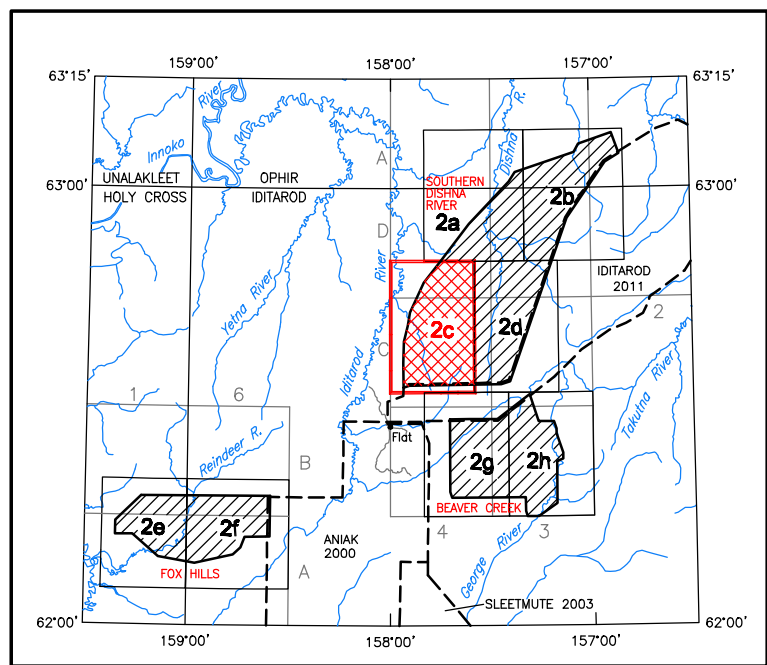 159°00'
158°00'
157°00'
63°15'
63°15'
Innoko
River
Dishna
R.
A
UNALAKLEET
OPHIR
HOLY CROSS
IDITAROD
63°00'
63°00'
SOUTHERN
DISHNA
RIVER
2a
2b
D
River
Yetna River
IDITAROD
2011
2c
2d
2
C
Iditarod
Takutna River
1
6
Reindeer R.
Flat
B
2g
2h
BEAVER CREEK
2e
2f
4
3
FOX HILLS
ANIAK
2000
A
George River
SLEETMUTE 2003
62°00'
62°00'
159°00'
158°00'
157°00'